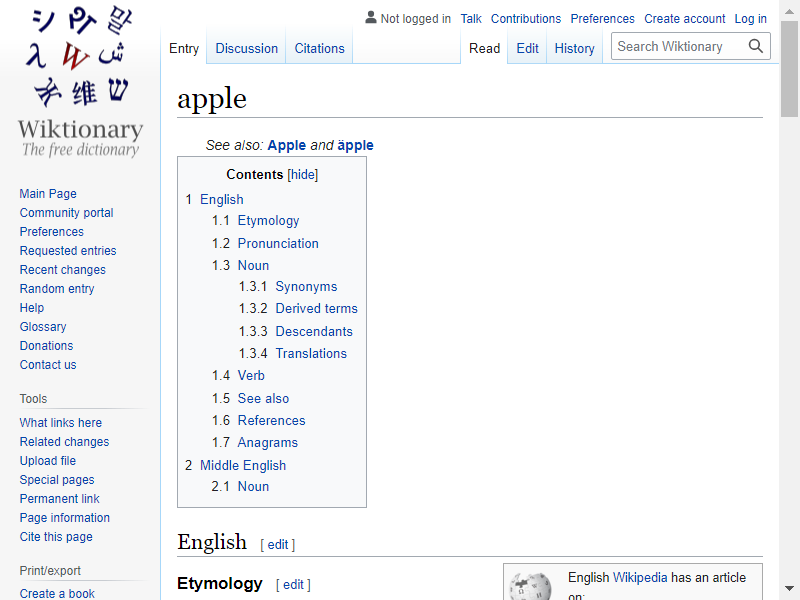 Not logged in Talk Contributions Preferences Create account Log in
Entry Discussion Citations Read Edit History Search Wiktionary
Wiktionary
The free dictionary
Main Page
Community portal
Preferences
Requested entries
Recent changes
Random entry
Help
Glossary
Donations
Contact us
Tools
What links here
Related changes
Upload file
Special pages
Permanent link
Page information
Cite this page
Print/export
Create a book
apple
See also: Apple and äpple
Contents [hide]
1 English
1.1 Etymology
1.2 Pronunciation
1.3 Noun
1.3.1 Synonyms
1.3.2 Derived terms
1.3.3 Descendants
1.3.4 Translations
1.4 Verb
1.5 See also
1.6 References
1.7 Anagrams
2 Middle English
2.1 Noun
English [ edit ]
Etymology [ edit ]
English Wikipedia has an article
on: